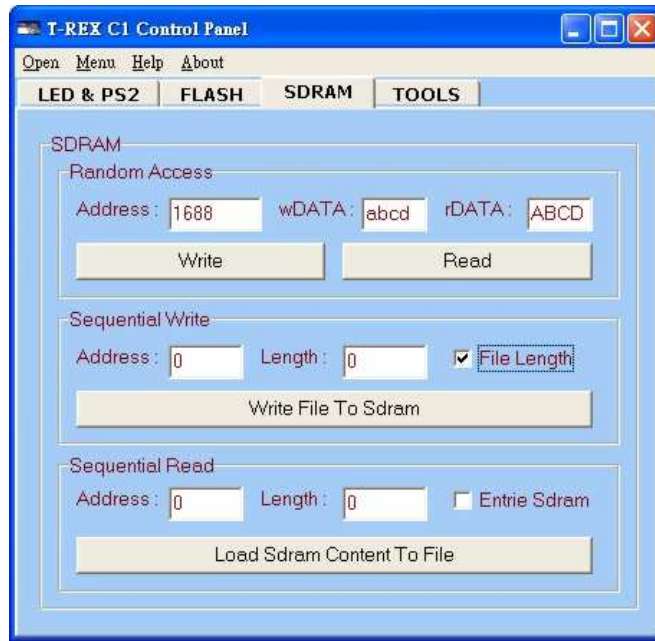 T-REX C1 Control Panel
Open Menu Help About
LED & PS2 FLASH SDRAM TOOLS
SDRAM
Random Access
Address : 1688 wDATA : abcd rDATA : ABCD
Write Read
Sequential Write
Address : 0 Length : 0 File Length
Write File To Sdram
Sequential Read
Address : 0 Length : 0 Entrie Sdram
Load Sdram Content To File